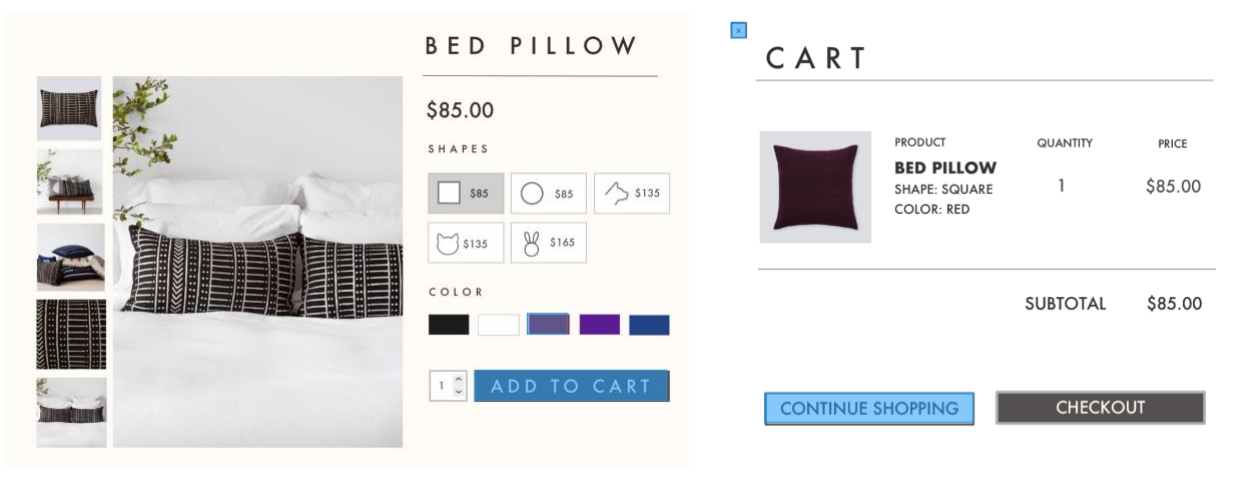 BED PILLOW
$85.00
SHAPES
$85
$85
$135
$135
$165
COLOR
1
ADD TO CART
x
CART
PRODUCT QUANTITY PRICE
BED PILLOW
SHAPE: SQUARE
COLOR: RED
1
$85.00
SUBTOTAL $85.00
CONTINUE SHOPPING
CHECKOUT